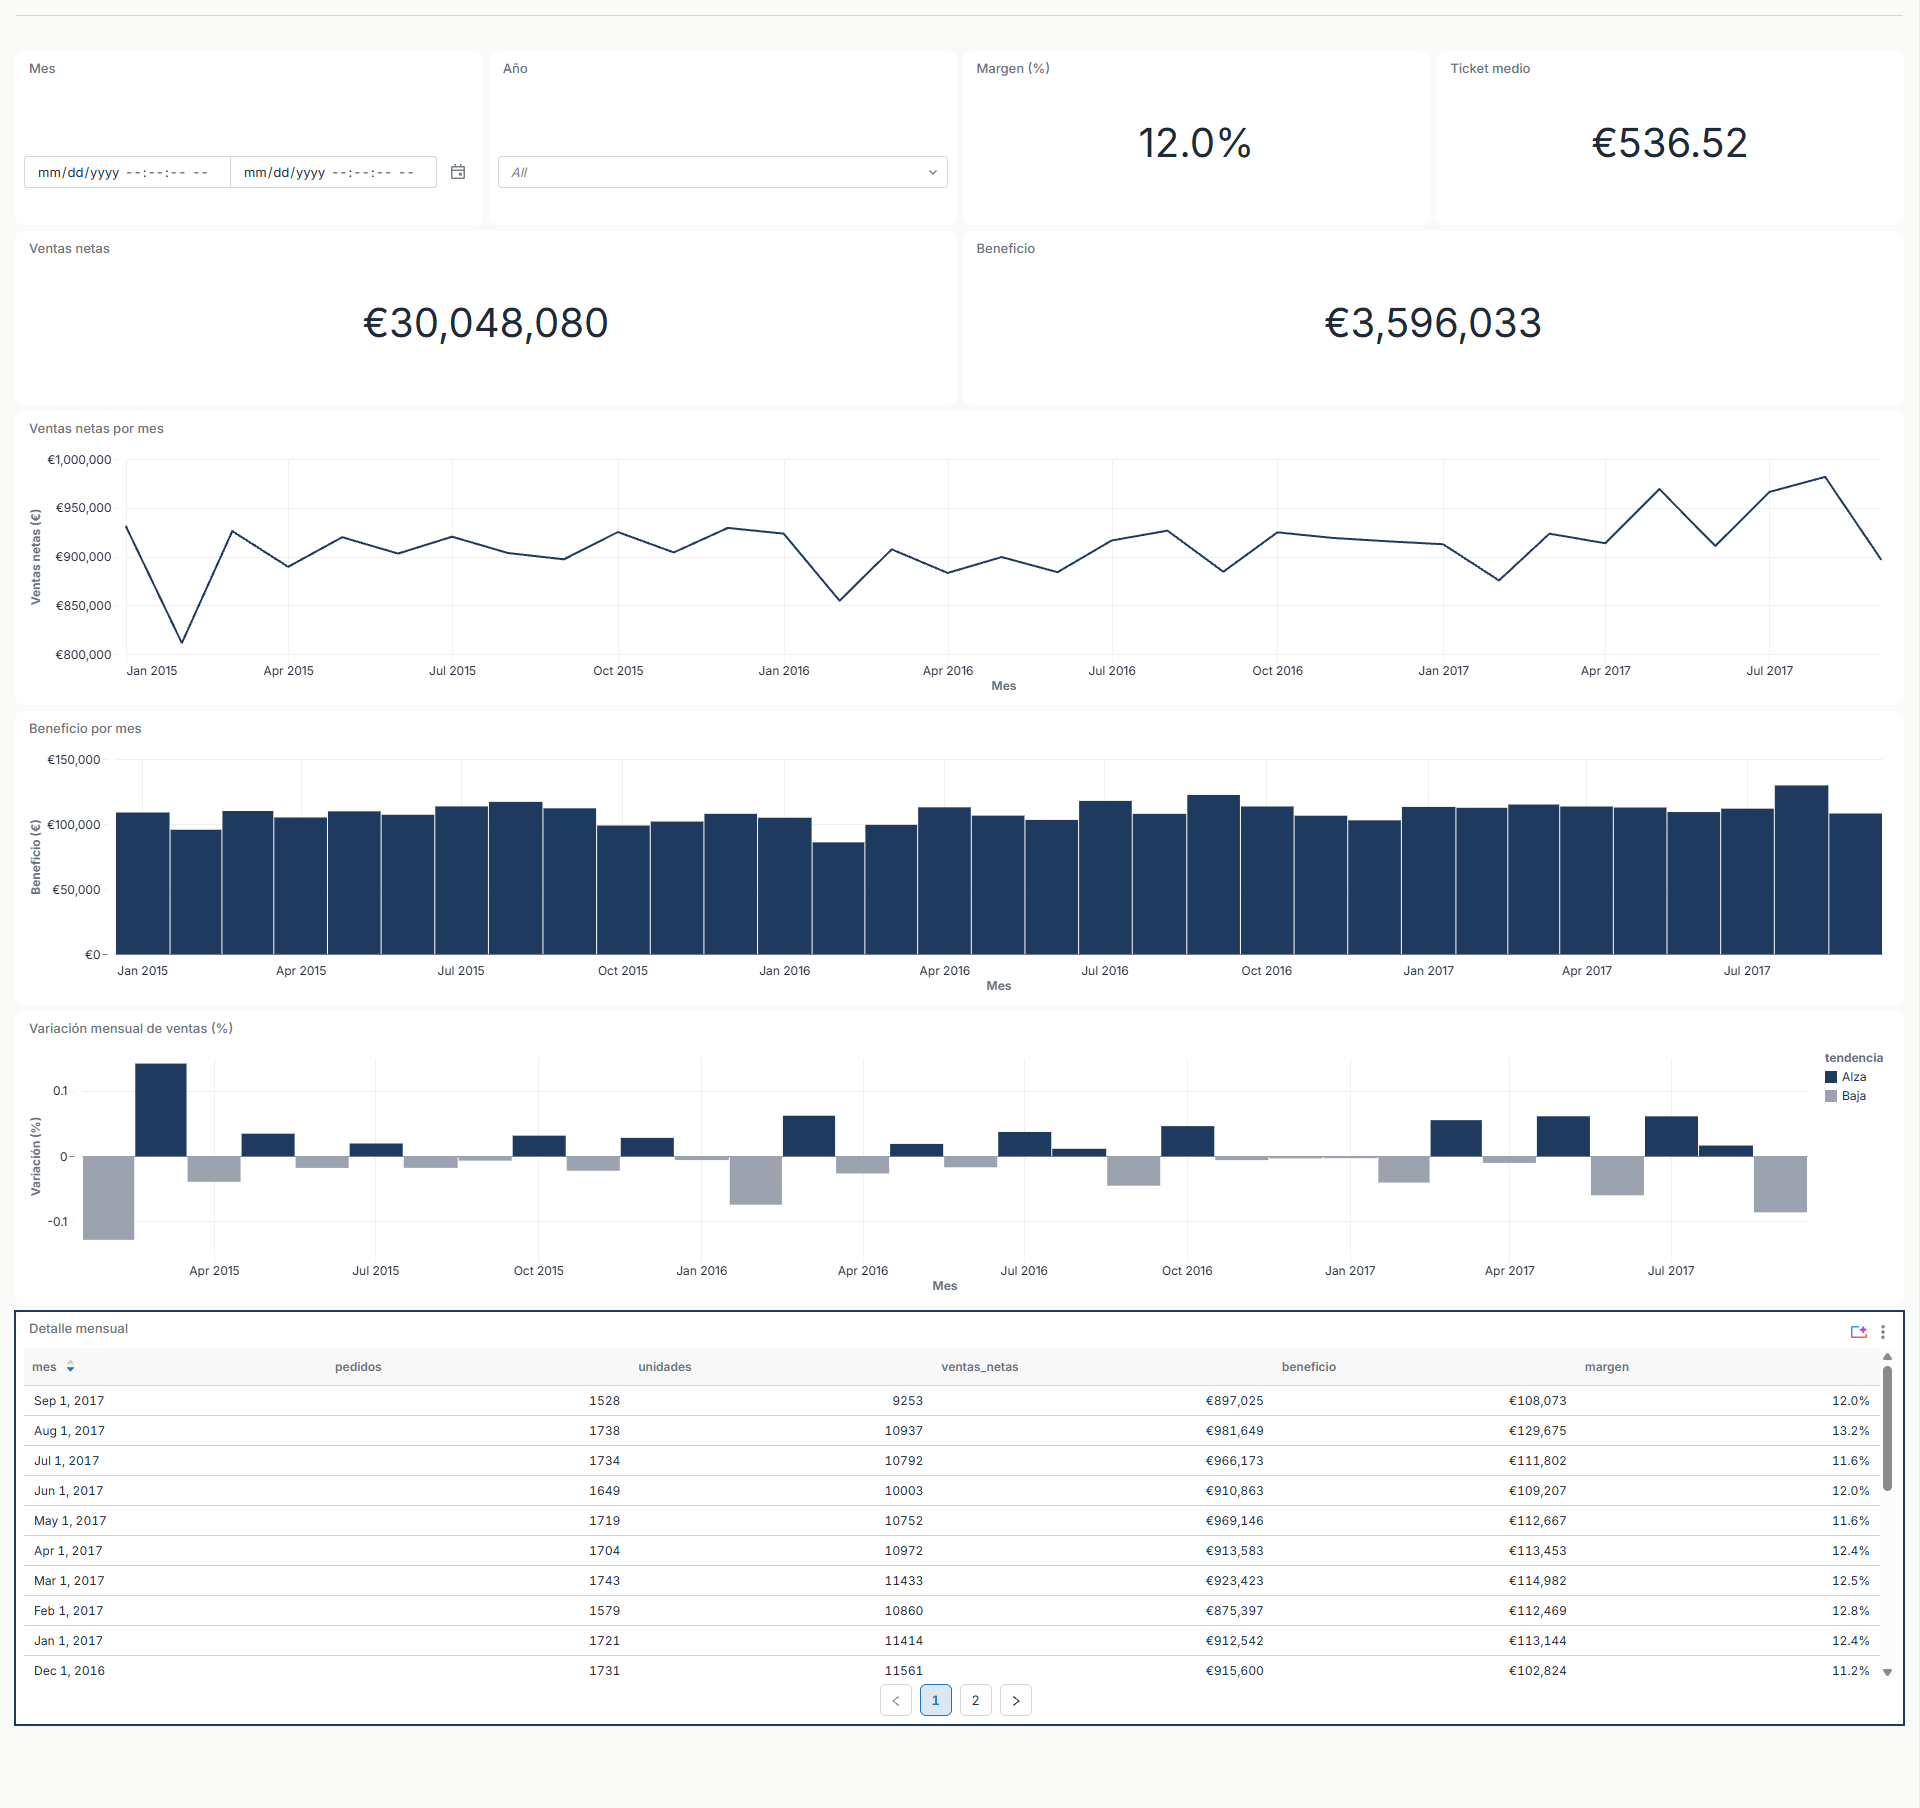 Mes
Año
Margen (%)
Ticket medio
mm/dd/yyyy --:--:-- --
mm/dd/yyyy --:--:-- --
All
12.0%
€536.52
Ventas netas
Beneficio
€30,048,080
€3,596,033
Ventas netas por mes
€1,000,000
€950,000
€900,000
€850,000
€800,000
Ventas netas (€)
Jan 2015 Apr 2015 Jul 2015 Oct 2015 Jan 2016 Apr 2016 Jul 2016 Oct 2016 Jan 2017 Apr 2017 Jul 2017
Mes
Beneficio por mes
€150,000
€100,000
€50,000
€0
Beneficio (€)
Jan 2015 Apr 2015 Jul 2015 Oct 2015 Jan 2016 Apr 2016 Jul 2016 Oct 2016 Jan 2017 Apr 2017 Jul 2017
Mes
Variación mensual de ventas (%)
0.1
0
-0.1
Variación (%)
Apr 2015 Jul 2015 Oct 2015 Jan 2016 Apr 2016 Jul 2016 Oct 2016 Jan 2017 Apr 2017 Jul 2017
Mes
tendencia
Alza
Baja
Detalle mensual
mes pedidos unidades ventas_netas beneficio margen
Sep 1, 2017 1528 9253 €897,025 €108,073 12.0%
Aug 1, 2017 1738 10937 €981,649 €129,675 13.2%
Jul 1, 2017 1734 10792 €966,173 €111,802 11.6%
Jun 1, 2017 1649 10003 €910,863 €109,207 12.0%
May 1, 2017 1719 10752 €969,146 €112,667 11.6%
Apr 1, 2017 1704 10972 €913,583 €113,453 12.4%
Mar 1, 2017 1743 11433 €923,423 €114,982 12.5%
Feb 1, 2017 1579 10860 €875,397 €112,469 12.8%
Jan 1, 2017 1721 11414 €912,542 €113,144 12.4%
Dec 1, 2016 1731 11561 €915,600 €102,824 11.2%
< 1 2 >